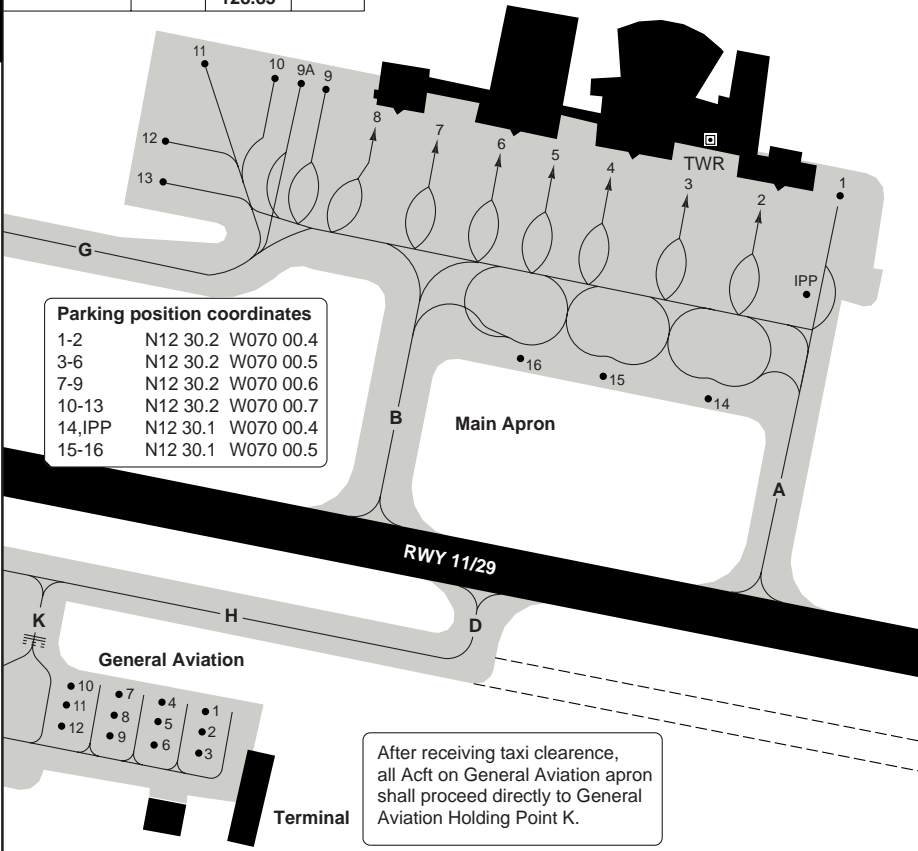 128.85
11
10
9A
9
8
7
6
5
4
3
2
1
12
13
TWR
IPP
G
Parking position coordinates
1-2 N12 30.2 W070 00.4
3-6 N12 30.2 W070 00.5
7-9 N12 30.2 W070 00.6
10-13 N12 30.2 W070 00.7
14,IPP N12 30.1 W070 00.4
15-16 N12 30.1 W070 00.5
16
15
14
B
Main Apron
A
RWY 11/29
H
D
K
General Aviation
10
7
4
1
11
8
5
2
12
9
6
3
Terminal
After receiving taxi clearence,
all Acft on General Aviation apron
shall proceed directly to General
Aviation Holding Point K.